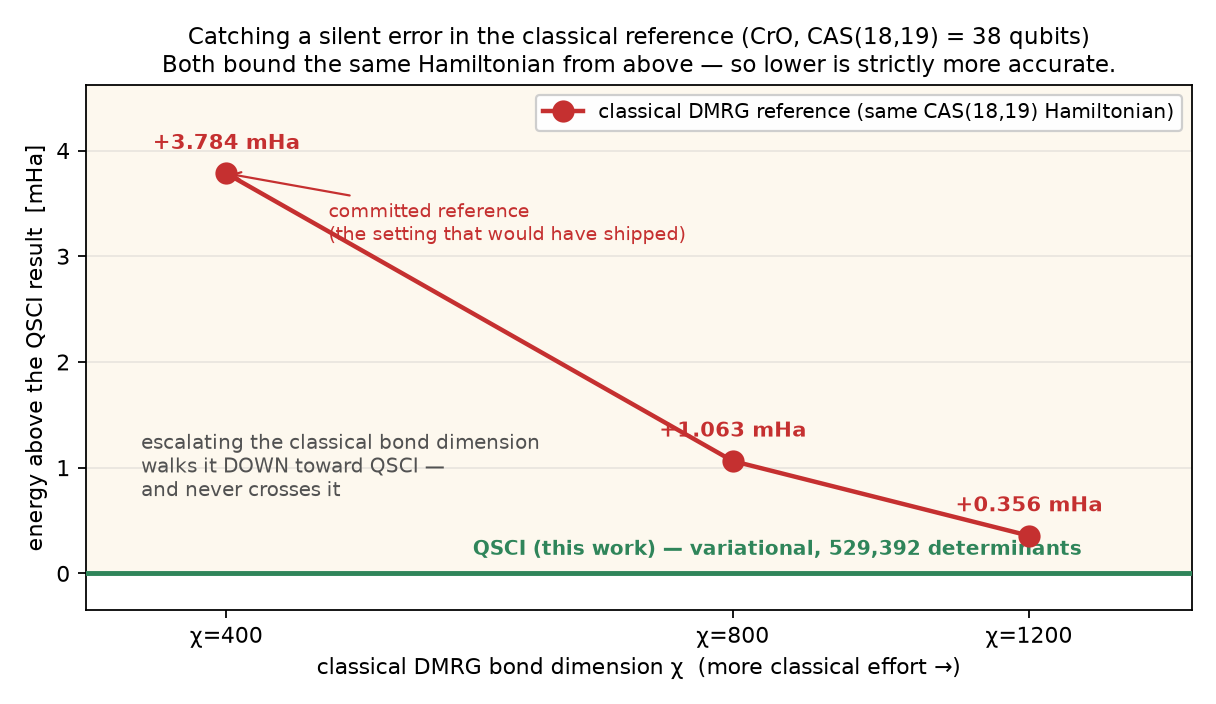 Catching a silent error in the classical reference (CrO, CAS(18,19) = 38 qubits)
Both bound the same Hamiltonian from above — so lower is strictly more accurate.
classical DMRG reference (same CAS(18,19) Hamiltonian)
+3.784 mHa
committed reference
(the setting that would have shipped)
+1.063 mHa
escalating the classical bond dimension
walks it DOWN toward QSCI —
and never crosses it
+0.356 mHa
QSCI (this work) — variational, 529,392 determinants
energy above the QSCI result [mHa]
4
3
2
1
0
χ=400
χ=800
χ=1200
classical DMRG bond dimension χ (more classical effort →)